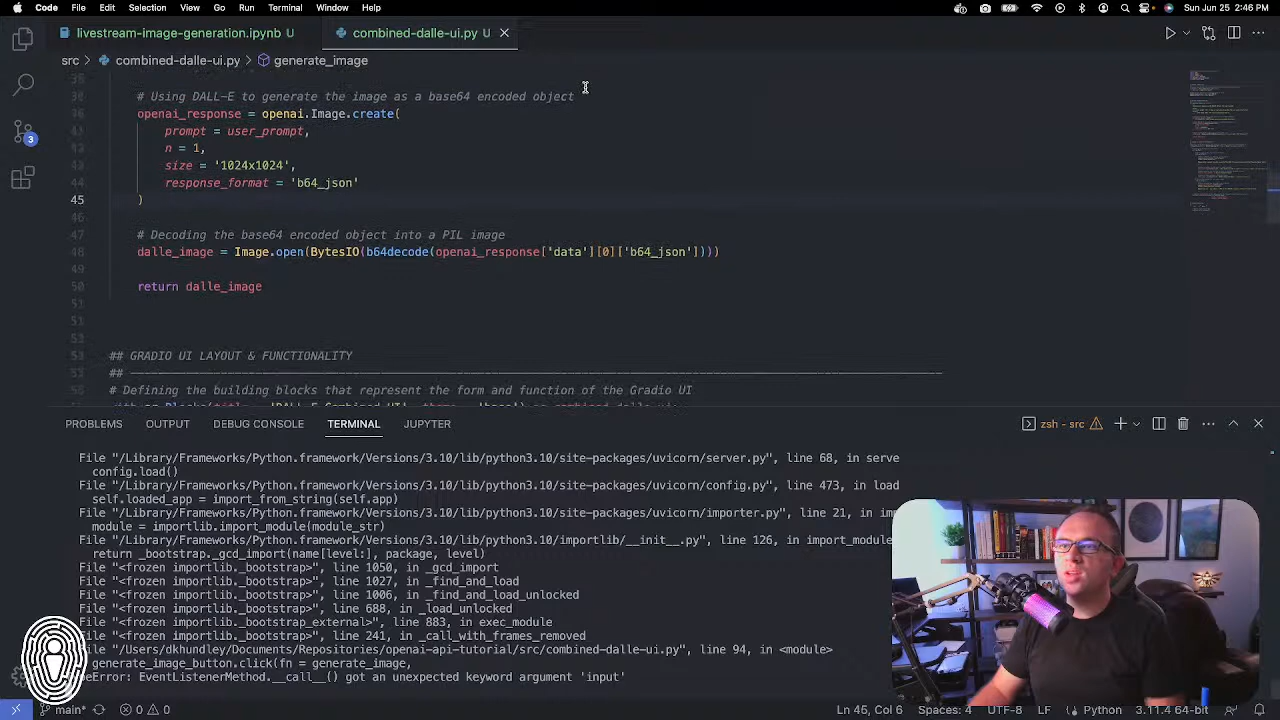 Code File Edit Selection View Go Run Terminal Window Help Sun Jun 25 2:46 PM
livestream-image-generation.ipynb U combined-dalle-ui.py U
src > combined-dalle-ui.py > generate_image
# Using DALL-E to generate the image as a base64 encoded object
openai_response = openai.Image.create(
prompt = user_prompt,
n = 1,
size = '1024x1024',
44 response_format = 'b64_json'
45 )
46
47 # Decoding the base64 encoded object into a PIL image
48 dalle_image = Image.open(BytesIO(b64decode(openai_response['data'][0]['b64_json'])))
49
50 return dalle_image
51
## GRADIO UI LAYOUT & FUNCTIONALITY
##
# Defining the building blocks that represent the form and function of the Gradio UI
PROBLEMS OUTPUT DEBUG CONSOLE TERMINAL JUPYTER zsh - src
File "/Library/Frameworks/Python.framework/Versions/3.10/lib/python3.10/site-packages/uvicorn/server.py", line 68, in serve
config.load()
File "/Library/Frameworks/Python.framework/Versions/3.10/lib/python3.10/site-packages/uvicorn/config.py", line 473, in load
self.loaded_app = import_from_string(self.app)
File "/Library/Frameworks/Python.framework/Versions/3.10/lib/python3.10/site-packages/uvicorn/importer.py", line 21, in
module = importlib.import_module(module_str)
File "/Library/Frameworks/Python.framework/Versions/3.10/lib/python3.10/importlib/__init__.py", line 126, in import_module
return _bootstrap._gcd_import(name[level:], package, level)
File "<frozen importlib._bootstrap>", line 1050, in _gcd_import
File "<frozen importlib._bootstrap>", line 1027, in _find_and_load
File "<frozen importlib._bootstrap>", line 1006, in _find_and_load_unlocked
File "<frozen importlib._bootstrap>", line 688, in _load_unlocked
File "<frozen importlib._bootstrap_external>", line 883, in exec_module
File "<frozen importlib._bootstrap>", line 241, in _call_with_frames_removed
"/Users/dkhundley/Documents/Repositories/openai-api-tutorial/src/combined-dalle-ui.py", line 94, in <module>
generate_image_button.click(fn = generate_image,
EventListenerMethod.__call__() got an unexpected keyword argument 'input'
main* 0 0 Ln 45, Col 6 Spaces: 4 UTF-8 LF Python 3.11.4 64-bit
3